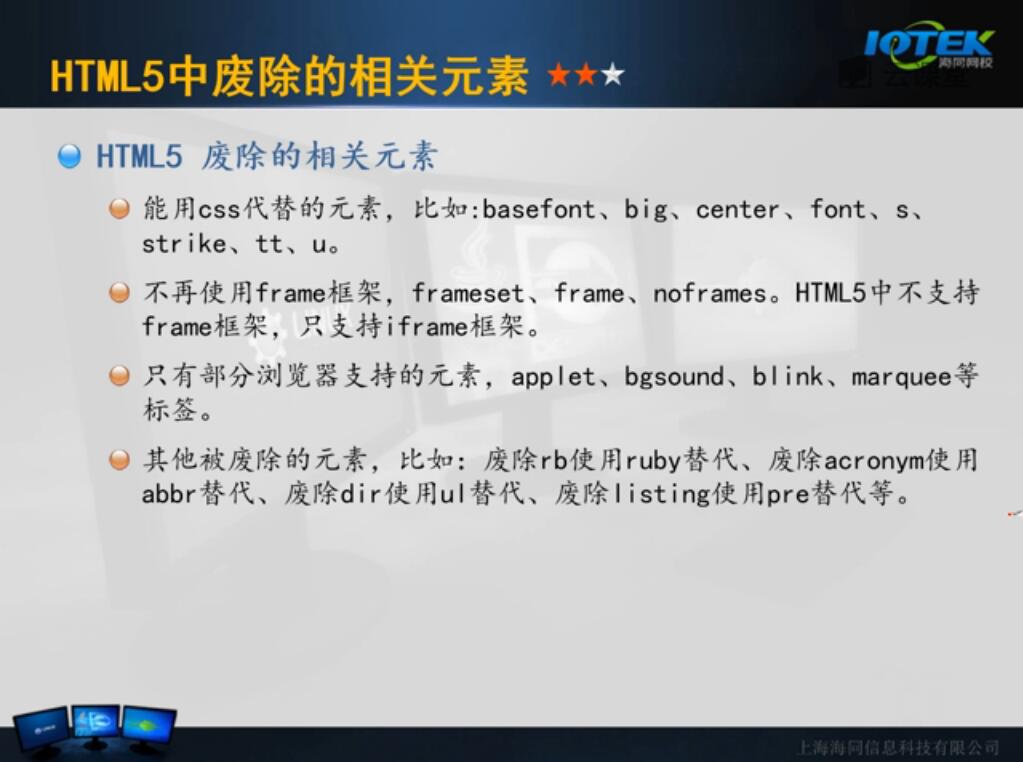 HTML5中废除的相关元素
IQTEK
海同网校
云课堂
HTML5 废除的相关元素
能用css代替的元素，比如:basefont、big、center、font、s、
strike、tt、u。
不再使用frame框架，frameset、frame、noframes。HTML5中不支持
frame框架，只支持iframe框架。
只有部分浏览器支持的元素，applet、bgsound、blink、marquee等
标签。
其他被废除的元素，比如：废除rb使用ruby替代、废除acronym使用
abbr替代、废除dir使用ul替代、废除listing使用pre替代等。
上海海同信息科技有限公司